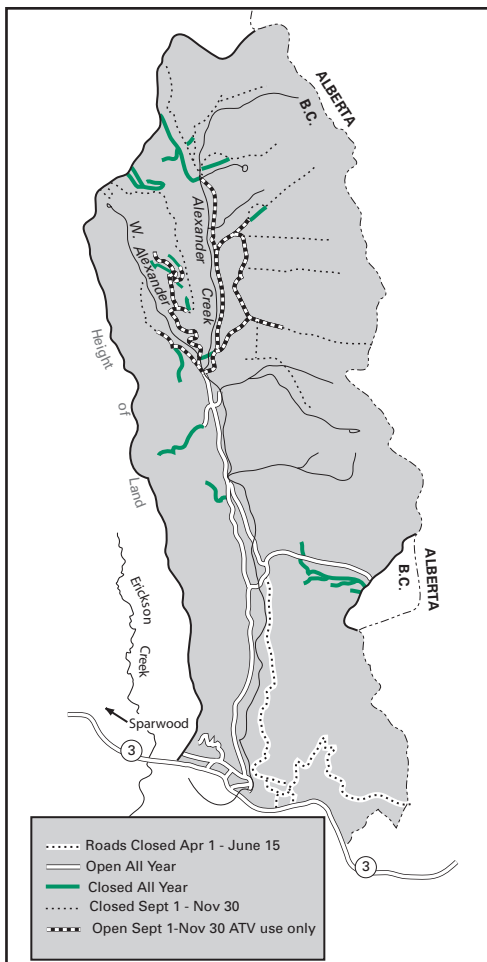 ALBERTA
B.C.
Alexander
Creek
W. Alexander
Height
of
Land
ALBERTA
B.C.
Erickson
Creek
Sparwood
3
3
Roads Closed Apr 1 - June 15
Open All Year
Closed All Year
Closed Sept 1 - Nov 30
Open Sept 1-Nov 30 ATV use only